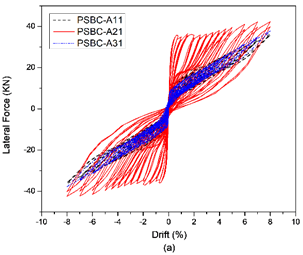 PSBC-A11
PSBC-A21
PSBC-A31
Lateral Force (KN)
40
20
0
-20
-40
-10 -8 -6 -4 -2 0 2 4 6 8 10
Drift (%)
(a)